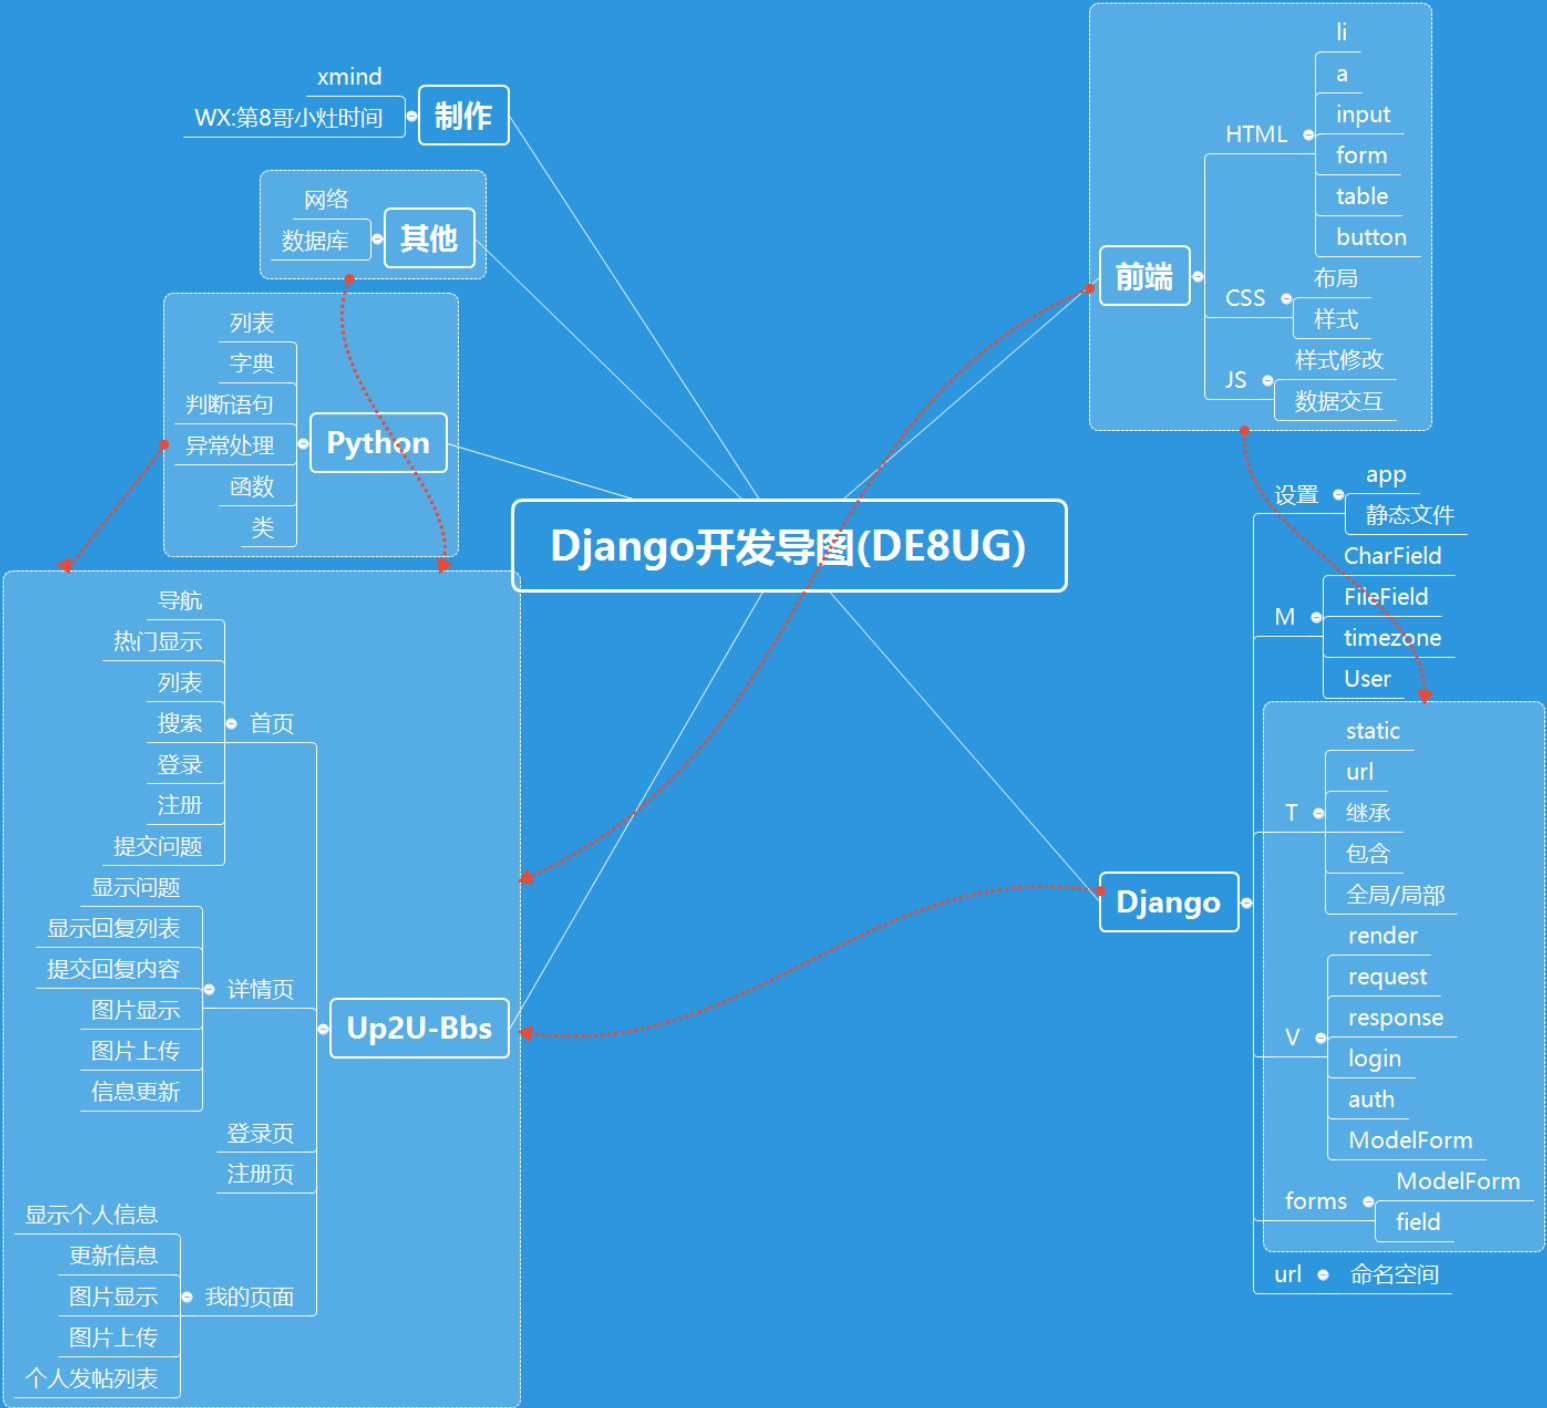 Django开发导图(DE8UG)
制作
xmind
WX:第8哥小灶时间
其他
网络
数据库
Python
列表
字典
判断语句
异常处理
函数
类
Up2U-Bbs
首页
导航
热门显示
列表
搜索
登录
注册
提交问题
详情页
显示问题
显示回复列表
提交回复内容
图片显示
图片上传
信息更新
登录页
注册页
我的页面
显示个人信息
更新信息
图片显示
图片上传
个人发帖列表
前端
HTML
li
a
input
form
table
button
CSS
布局
样式
JS
样式修改
数据交互
Django
设置
app
静态文件
M
CharField
FileField
timezone
User
T
static
url
继承
包含
全局/局部
V
render
request
response
login
auth
ModelForm
forms
ModelForm
field
url
命名空间